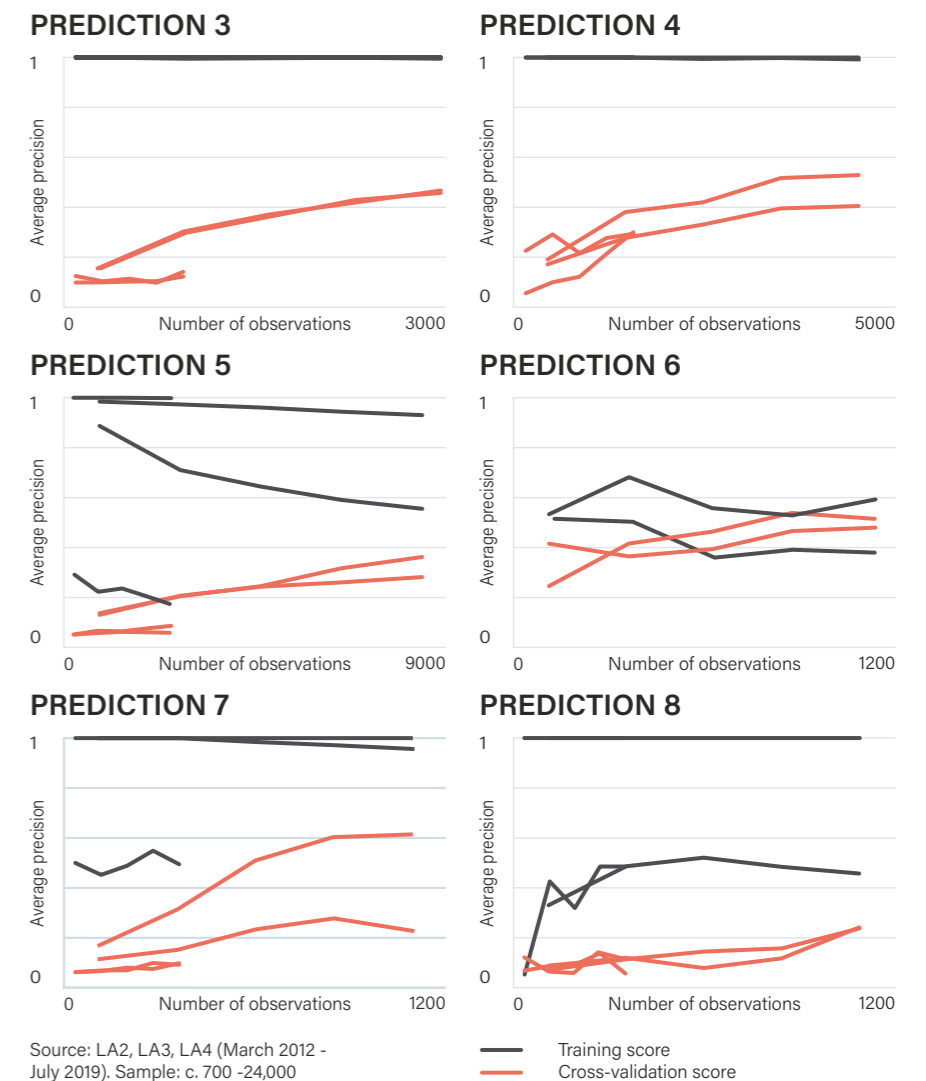 PREDICTION 3
1
Average precision
0
0 Number of observations 3000
PREDICTION 4
1
Average precision
0
0 Number of observations 5000
PREDICTION 5
1
Average precision
0
0 Number of observations 9000
PREDICTION 6
1
Average precision
0
0 Number of observations 1200
PREDICTION 7
1
Average precision
0
0 Number of observations 1200
PREDICTION 8
1
Average precision
0
0 Number of observations 1200
Source: LA2, LA3, LA4 (March 2012 -
July 2019). Sample: c. 700 -24,000
Training score
Cross-validation score